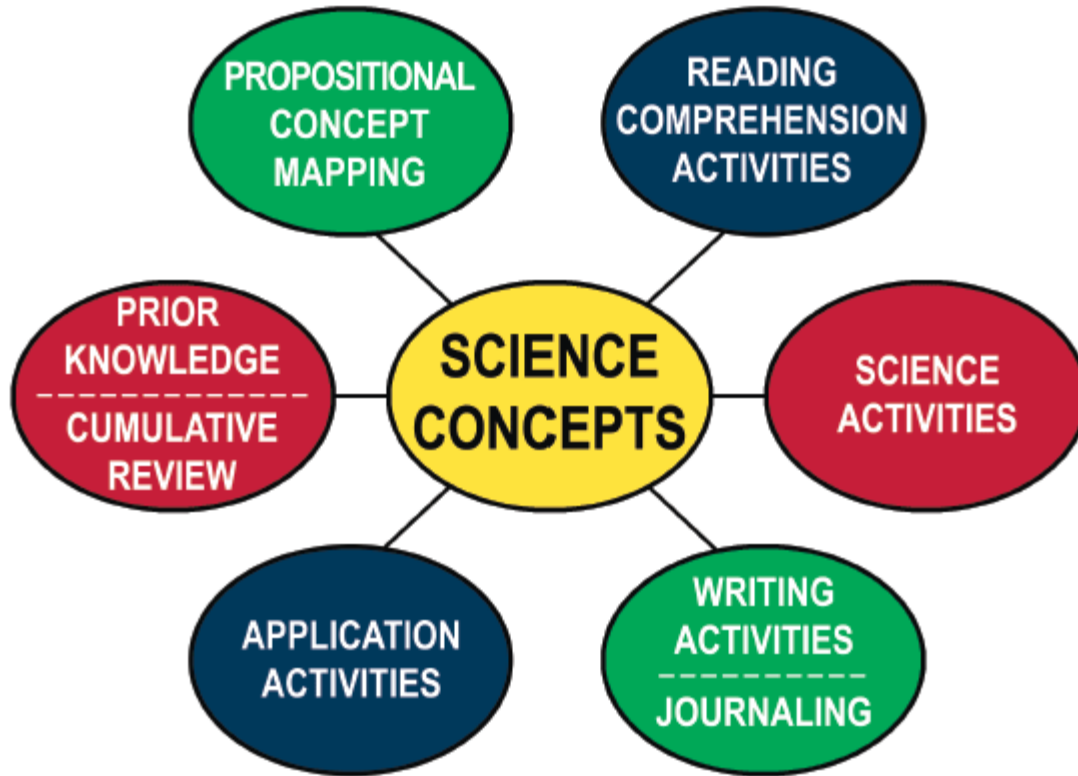 PROPOSITIONAL
CONCEPT
MAPPING
READING
COMPREHENSION
ACTIVITIES
PRIOR
KNOWLEDGE
CUMULATIVE
REVIEW
SCIENCE
CONCEPTS
SCIENCE
ACTIVITIES
APPLICATION
ACTIVITIES
WRITING
ACTIVITIES
JOURNALING